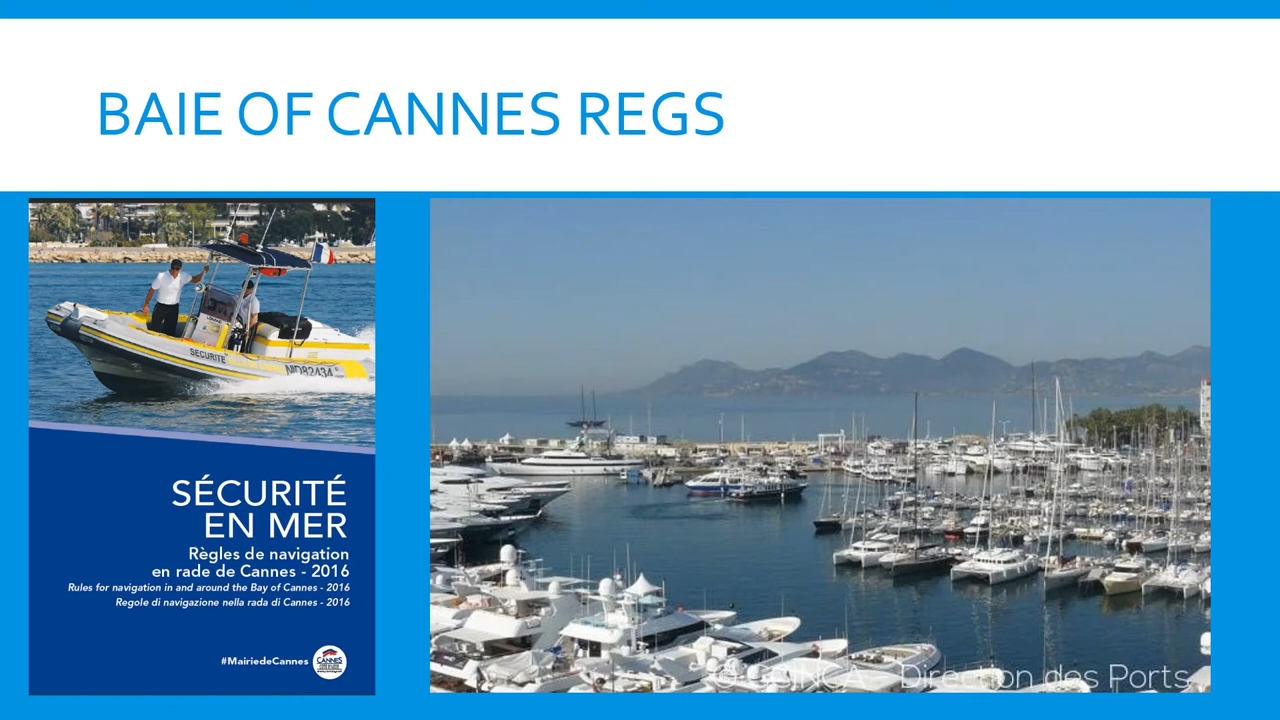 BAIE OF CANNES REGS
SECURITE
SÉCURITÉ
EN MER
Règles de navigation
en rade de Cannes - 2016
Rules for navigation in and around the Bay of Cannes - 2016
Regole di navigazione nella rada di Cannes - 2016
#MairiedeCannes
CANNES
Direction des Ports